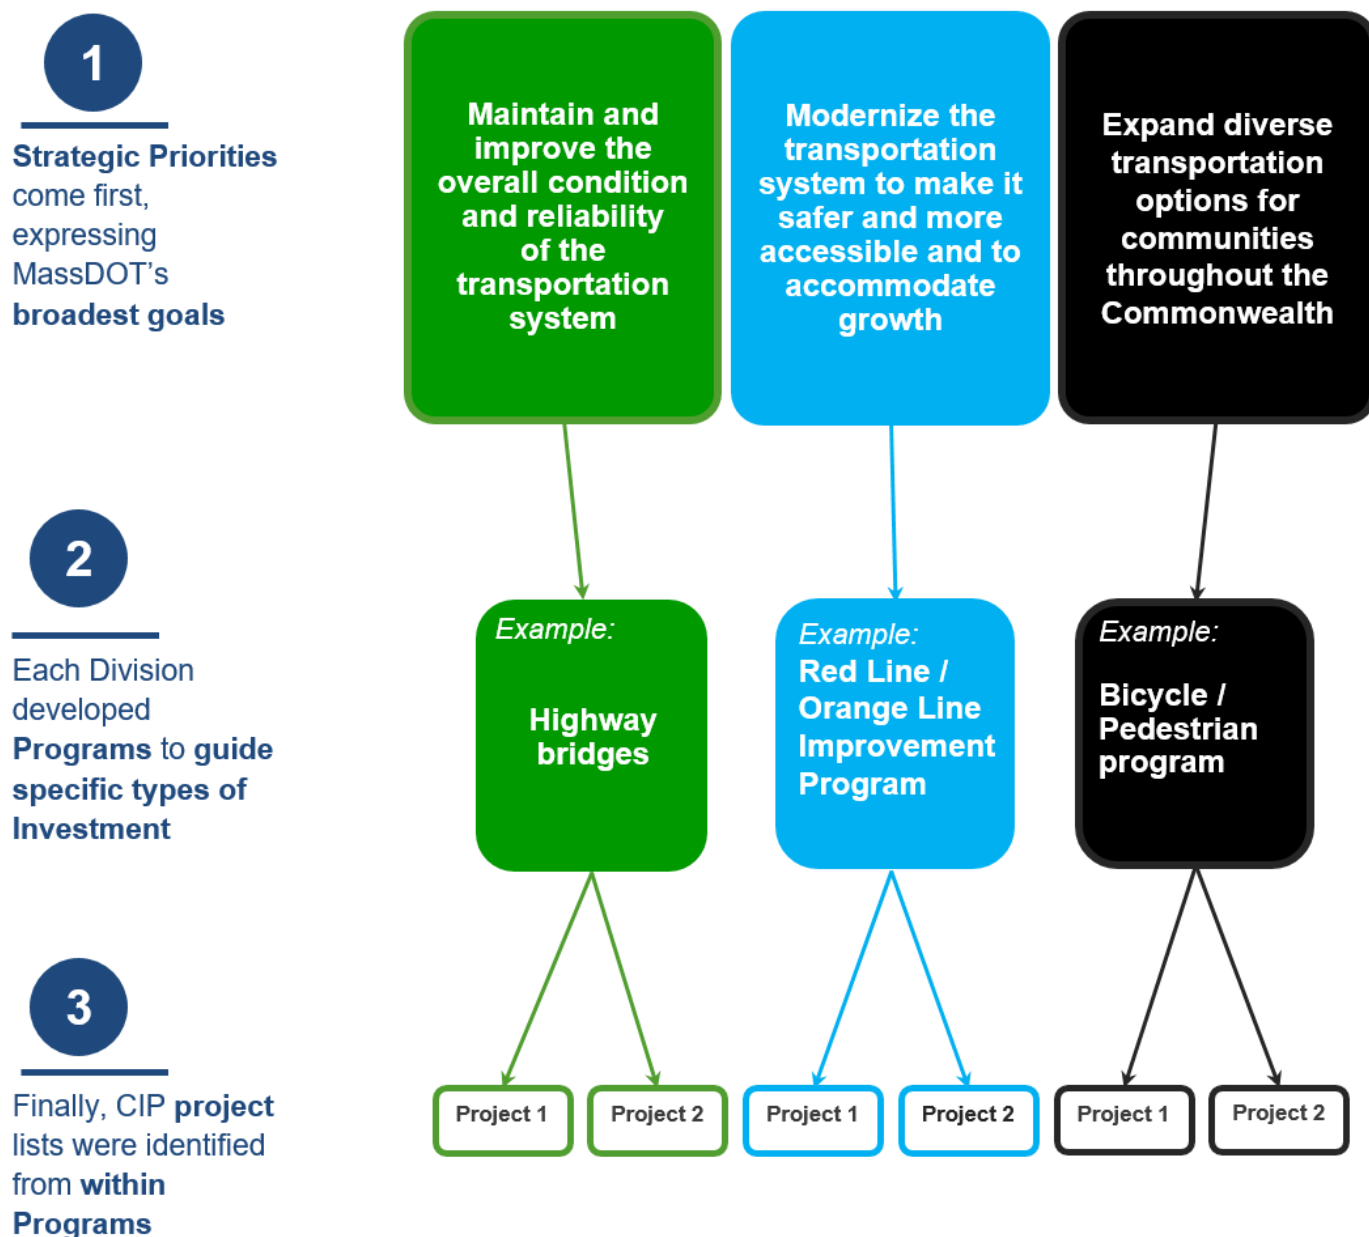 1
Strategic Priorities
come first,
expressing
MassDOT's
broadest goals
Maintain and
improve the
overall condition
and reliability
of the
transportation
system
Modernize the
transportation
system to make it
safer and more
accessible and to
accommodate
growth
Expand diverse
transportation
options for
communities
throughout the
Commonwealth
2
Each Division
developed
Programs to guide
specific types of
Investment
Example:
Highway
bridges
Example:
Red Line /
Orange Line
Improvement
Program
Example:
Bicycle /
Pedestrian
program
3
Finally, CIP project
lists were identified
from within
Programs
Project 1
Project 2
Project 1
Project 2
Project 1
Project 2